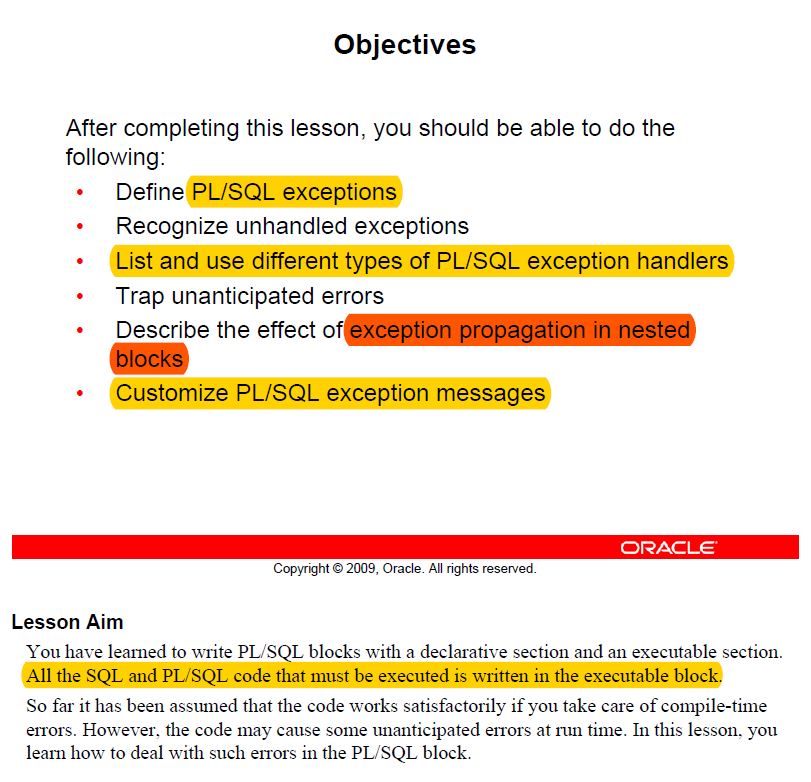 Objectives
After completing this lesson, you should be able to do the
following:
• Define PL/SQL exceptions
• Recognize unhandled exceptions
• List and use different types of PL/SQL exception handlers
• Trap unanticipated errors
• Describe the effect of exception propagation in nested
blocks
• Customize PL/SQL exception messages
ORACLE
Copyright © 2009, Oracle. All rights reserved.
Lesson Aim
You have learned to write PL/SQL blocks with a declarative section and an executable section.
All the SQL and PL/SQL code that must be executed is written in the executable block.
So far it has been assumed that the code works satisfactorily if you take care of compile-time
errors. However, the code may cause some unanticipated errors at run time. In this lesson, you
learn how to deal with such errors in the PL/SQL block.